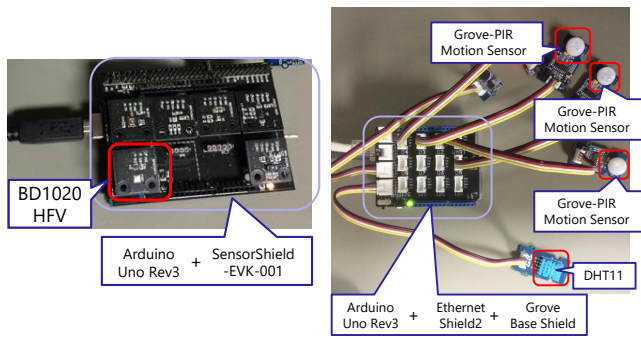 BD1020
HFV
Arduino
Uno Rev3
+
SensorShield
-EVK-001
Grove-PIR
Motion Sensor
Grove-PIR
Motion Sensor
Grove-PIR
Motion Sensor
DHT11
Arduino
Uno Rev3
+
Ethernet
Shield2
+
Grove
Base Shield